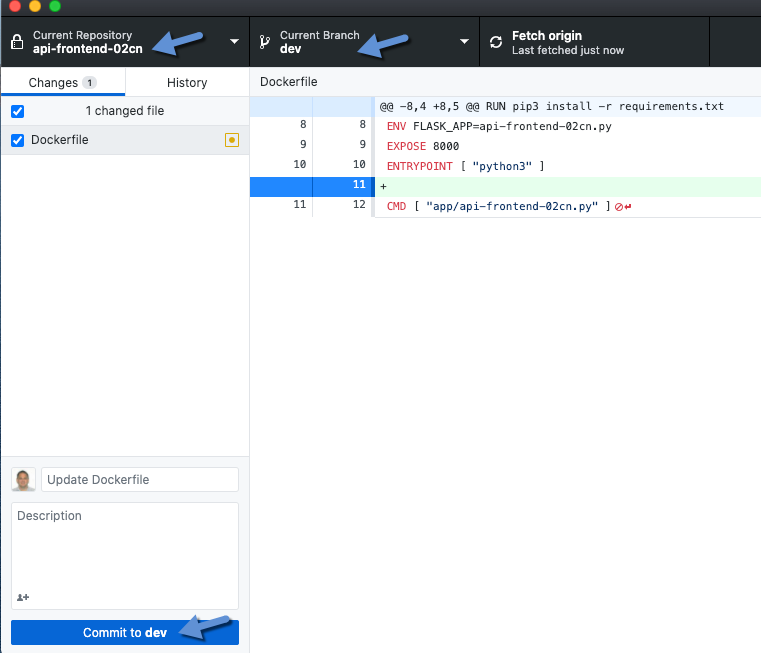 Current Repository
api-frontend-02cn
Current Branch
dev
Fetch origin
Last fetched just now
Changes 1
History
Dockerfile
1 changed file
Dockerfile
@@ -8,4 +8,5 @@ RUN pip3 install -r requirements.txt
8 8 ENV FLASK_APP=api-frontend-02cn.py
9 9 EXPOSE 8000
10 10 ENTRYPOINT [ "python3" ]
11 +
11 12 CMD [ "app/api-frontend-02cn.py" ]
Update Dockerfile
Description
Commit to dev